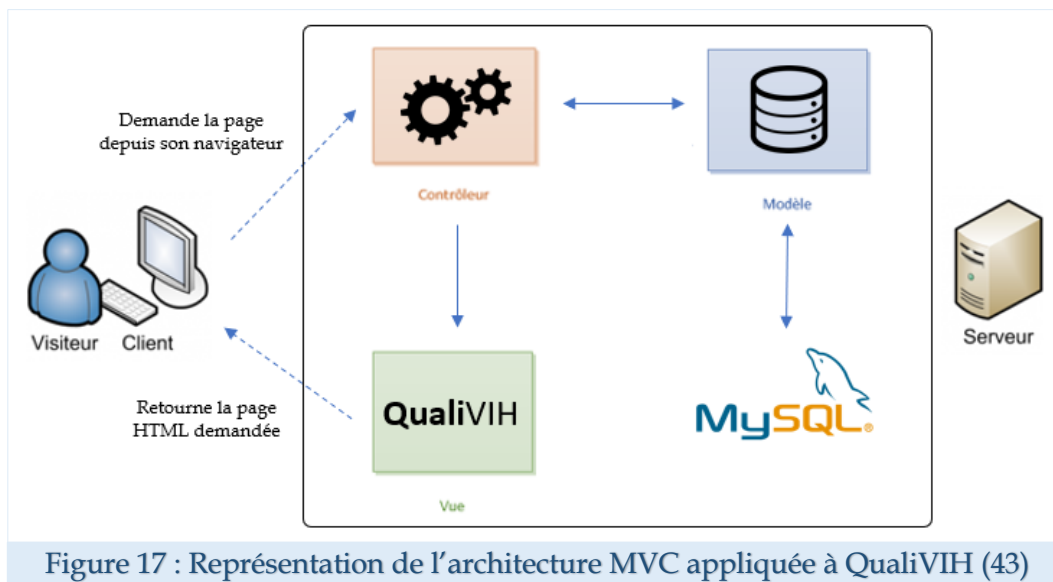 Demande la page
depuis son navigateur
Contrôleur
Modèle
Visiteur
Client
Serveur
Retourne la page
HTML demandée
QualiVIH
MySQL®
Vue
Figure 17 : Représentation de l'architecture MVC appliquée à QualiVIH (43)